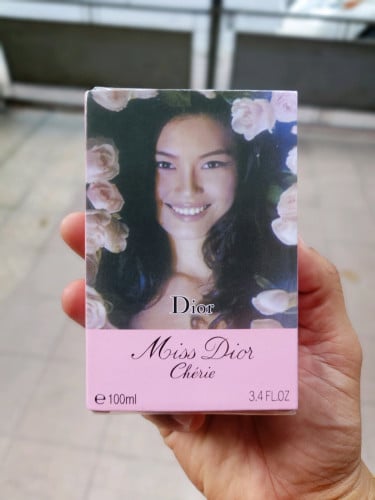 Dior
Miss Dior
Chérie
℮ 100ml
3.4 FL.OZ